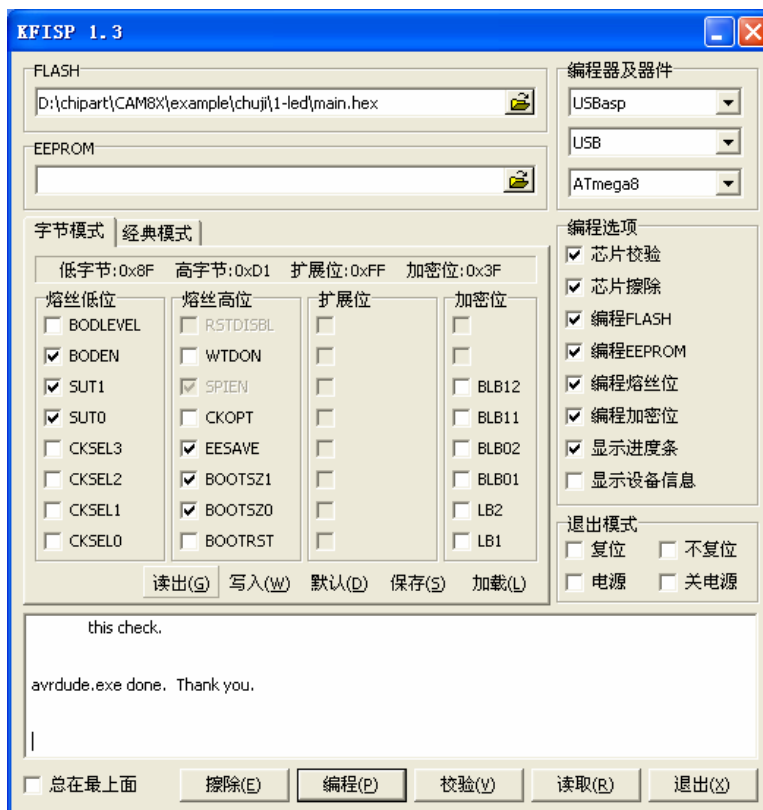 KFISP 1.3
FLASH
D:\chipart\CAM8X\example\chuji\1-led\main.hex
EEPROM
编程器及器件
USBasp
USB
ATmega8
字节模式 经典模式
低字节:0x8F 高字节:0xD1 扩展位:0xFF 加密位:0x3F
熔丝低位
BODLEVEL
BODEN
SUT1
SUT0
CKSEL3
CKSEL2
CKSEL1
CKSEL0
熔丝高位
RSTDISBL
WTDON
SPIEN
CKOPT
EESAVE
BOOTSZ1
BOOTSZ0
BOOTRST
扩展位
加密位
BLB12
BLB11
BLB02
BLB01
LB2
LB1
读出(G) 写入(W) 默认(D) 保存(S) 加载(L)
编程选项
芯片校验
芯片擦除
编程FLASH
编程EEPROM
编程熔丝位
编程加密位
显示进度条
显示设备信息
退出模式
复位 不复位
电源 关电源
this check.
avrdude.exe done. Thank you.
总在最上面 擦除(E) 编程(P) 校验(V) 读取(R) 退出(X)